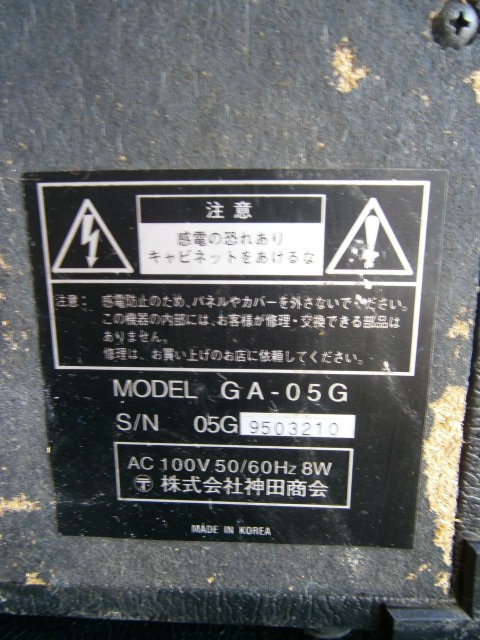 注意
感電の恐れあり
キャビネットをあけるな
注意： 感電防止のため、パネルやカバーを外さないでください。
この機器の内部には、お客様が修理・交換できる部品は
ありません。
修理は、お買い上げのお店に依頼してください。
MODEL GA-05G
S/N 05G 9503210
AC 100V 50/60Hz 8W
〒 株式会社神田商会
MADE IN KOREA